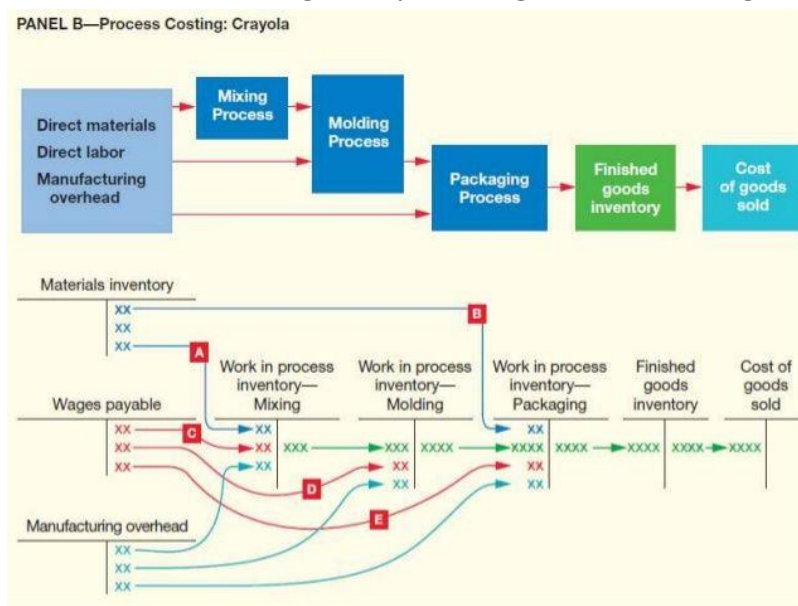 PANEL B—Process Costing: Crayola
Direct materials
Direct labor
Manufacturing
overhead
Mixing
Process
Molding
Process
Packaging
Process
Finished
goods
inventory
Cost
of goods
sold
Materials inventory
XX
XX
XX
B
A
Work in process
inventory—
Mixing
Work in process
inventory—
Molding
Work in process
inventory—
Packaging
Finished
goods
inventory
Cost of
goods
sold
Wages payable
XX
XX
XX
C
XX
XX
XX
XXX
XXX
XXXX
XX
XX
XX
XXXX
XXXX
XX
XX
XXXX
XXXX
XXXX
D
E
Manufacturing overhead
XX
XX
XX